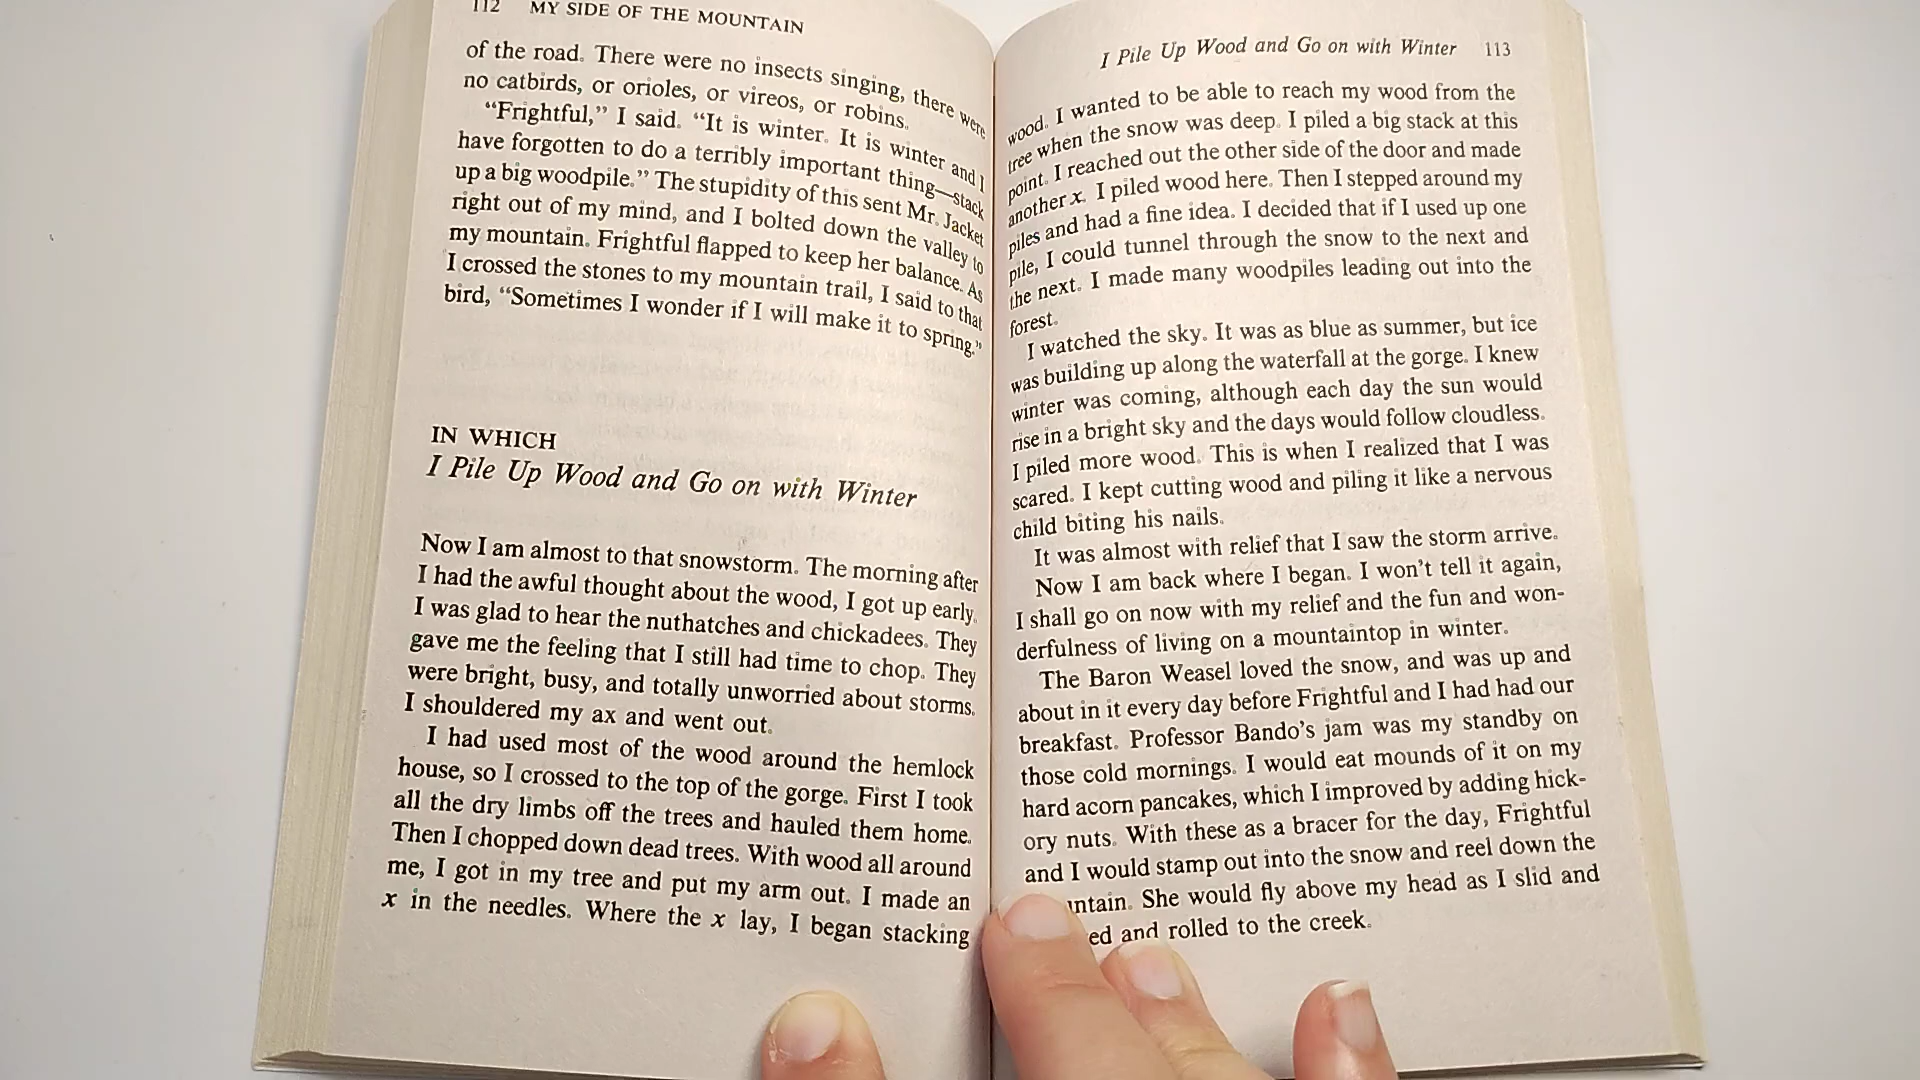 112 MY SIDE OF THE MOUNTAIN
of the road. There were no insects singing, there were
no catbirds, or orioles, or vireos, or robins.
“Frightful,” I said. “It is winter. It is winter and I
have forgotten to do a terribly important thing—stack
up a big woodpile.” The stupidity of this sent Mr. Jacket
right out of my mind, and I bolted down the valley to
my mountain. Frightful flapped to keep her balance. As
I crossed the stones to my mountain trail, I said to that
bird, “Sometimes I wonder if I will make it to spring.”
IN WHICH
I Pile Up Wood and Go on with Winter
Now I am almost to that snowstorm. The morning after
I had the awful thought about the wood, I got up early.
I was glad to hear the nuthatches and chickadees. They
gave me the feeling that I still had time to chop. They
were bright, busy, and totally unworried about storms.
I shouldered my ax and went out.
I had used most of the wood around the hemlock
house, so I crossed to the top of the gorge. First I took
all the dry limbs off the trees and hauled them home.
Then I chopped down dead trees. With wood all around
me, I got in my tree and put my arm out. I made an
x in the needles. Where the x lay, I began stacking
I Pile Up Wood and Go on with Winter 113
wood. I wanted to be able to reach my wood from the
tree when the snow was deep. I piled a big stack at this
point. I reached out the other side of the door and made
another x. I piled wood here. Then I stepped around my
piles and had a fine idea. I decided that if I used up one
pile, I could tunnel through the snow to the next and
the next. I made many woodpiles leading out into the
forest.
I watched the sky. It was as blue as summer, but ice
was building up along the waterfall at the gorge. I knew
winter was coming, although each day the sun would
rise in a bright sky and the days would follow cloudless.
I piled more wood. This is when I realized that I was
scared. I kept cutting wood and piling it like a nervous
child biting his nails.
It was almost with relief that I saw the storm arrive.
Now I am back where I began. I won’t tell it again,
I shall go on now with my relief and the fun and won-
derfulness of living on a mountaintop in winter.
The Baron Weasel loved the snow, and was up and
about in it every day before Frightful and I had had our
breakfast. Professor Bando’s jam was my standby on
those cold mornings. I would eat mounds of it on my
hard acorn pancakes, which I improved by adding hick-
ory nuts. With these as a bracer for the day, Frightful
and I would stamp out into the snow and reel down the
untain. She would fly above my head as I slid and
ed and rolled to the creek.